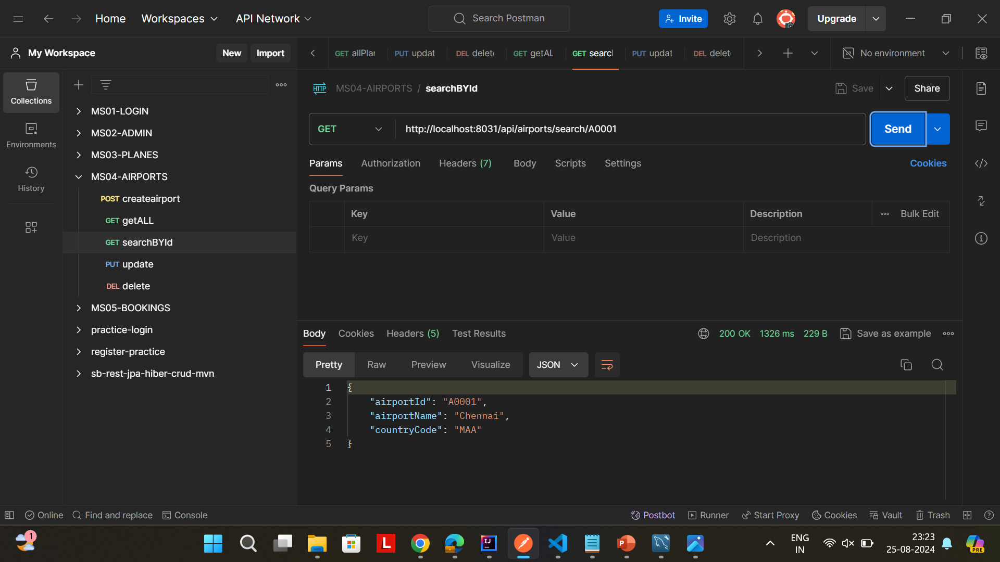 Home
Workspaces
API Network
Search Postman
Invite
Upgrade
My Workspace
New
Import
GET allPlan
PUT updat
DEL delet
GET getAL
GET searcl
PUT updat
DEL delet
No environment
Collections
Environments
History
MS01-LOGIN
MS02-ADMIN
MS03-PLANES
MS04-AIRPORTS
POST createairport
GET getALL
GET searchBYId
PUT update
DEL delete
MS05-BOOKINGS
practice-login
register-practice
sb-rest-jpa-hiber-crud-mvn
HTTP MS04-AIRPORTS / searchBYId
Save
Share
GET http://localhost:8031/api/airports/search/A0001
Send
Params Authorization Headers (7) Body Scripts Settings
Cookies
Query Params
Key Value Description ooo Bulk Edit
Key Value Description
Body Cookies Headers (5) Test Results
200 OK 1326 ms 229 B Save as example
Pretty Raw Preview Visualize JSON
1 {
2 "airportId": "A0001",
3 "airportName": "Chennai",
4 "countryCode": "MAA"
5 }
Online Find and replace Console
Postbot Runner Start Proxy Cookies Vault Trash
1
L
IJ
P
ENG
IN
23:23
25-08-2024
PRE